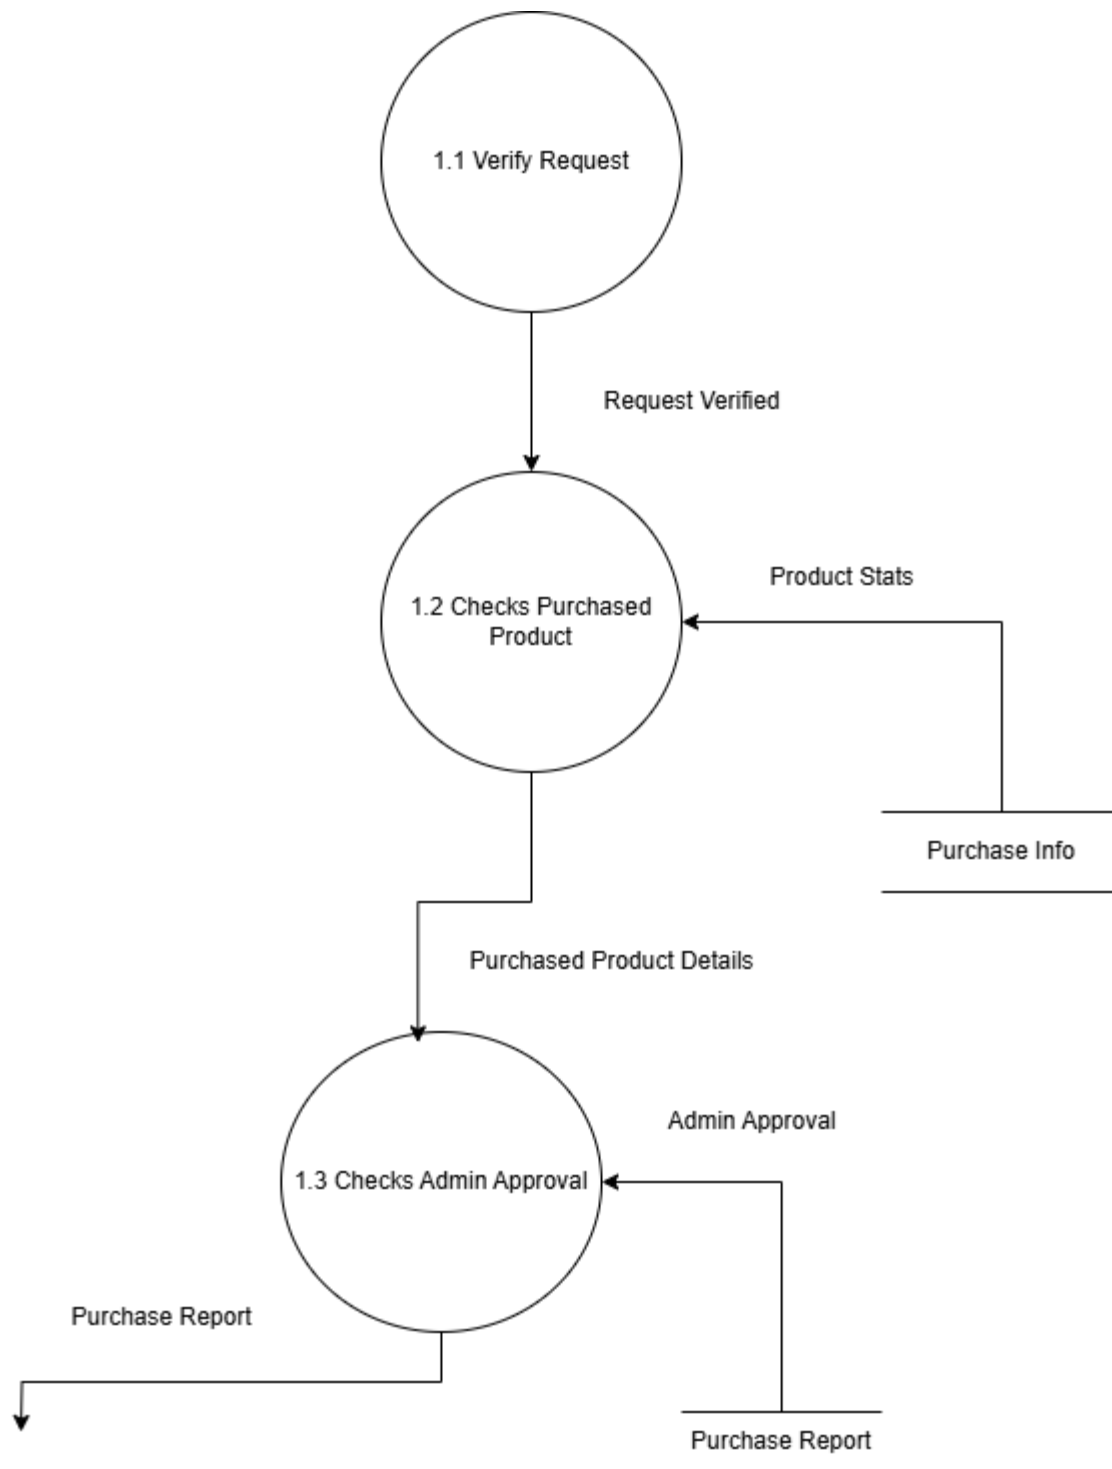 1.1 Verify Request
Request Verified
Product Stats
1.2 Checks Purchased
Product
Purchase Info
Purchased Product Details
Admin Approval
1.3 Checks Admin Approval
Purchase Report
Purchase Report